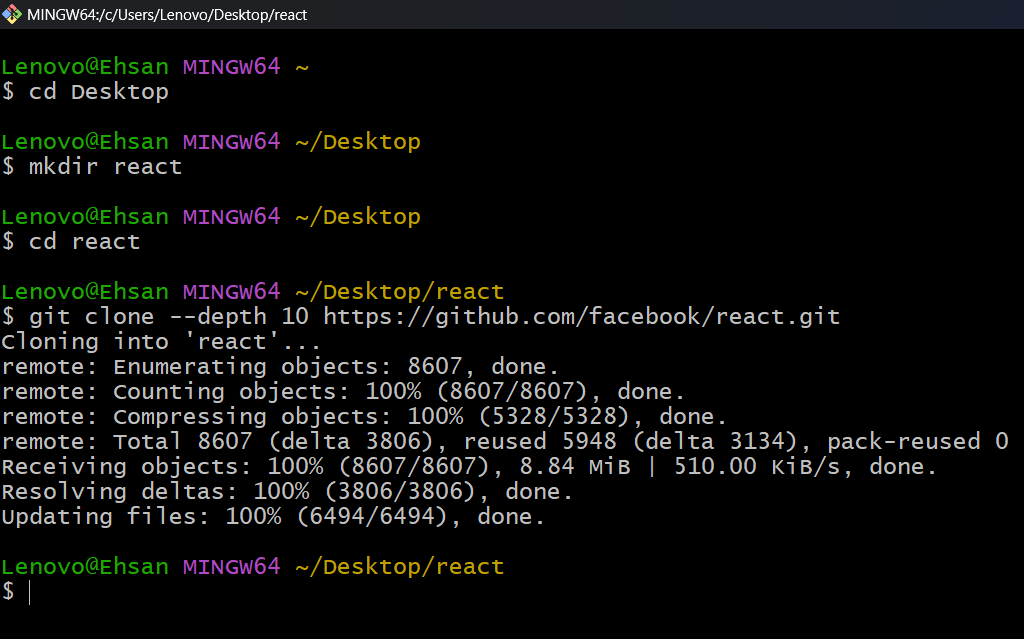 MINGW64:/c/Users/Lenovo/Desktop/react
Lenovo@Ehsan MINGW64 ~
$ cd Desktop
Lenovo@Ehsan MINGW64 ~/Desktop
$ mkdir react
Lenovo@Ehsan MINGW64 ~/Desktop
$ cd react
Lenovo@Ehsan MINGW64 ~/Desktop/react
$ git clone --depth 10 https://github.com/facebook/react.git
Cloning into 'react'...
remote: Enumerating objects: 8607, done.
remote: Counting objects: 100% (8607/8607), done.
remote: Compressing objects: 100% (5328/5328), done.
remote: Total 8607 (delta 3806), reused 5948 (delta 3134), pack-reused 0
Receiving objects: 100% (8607/8607), 8.84 MiB | 510.00 KiB/s, done.
Resolving deltas: 100% (3806/3806), done.
Updating files: 100% (6494/6494), done.
Lenovo@Ehsan MINGW64 ~/Desktop/react
$